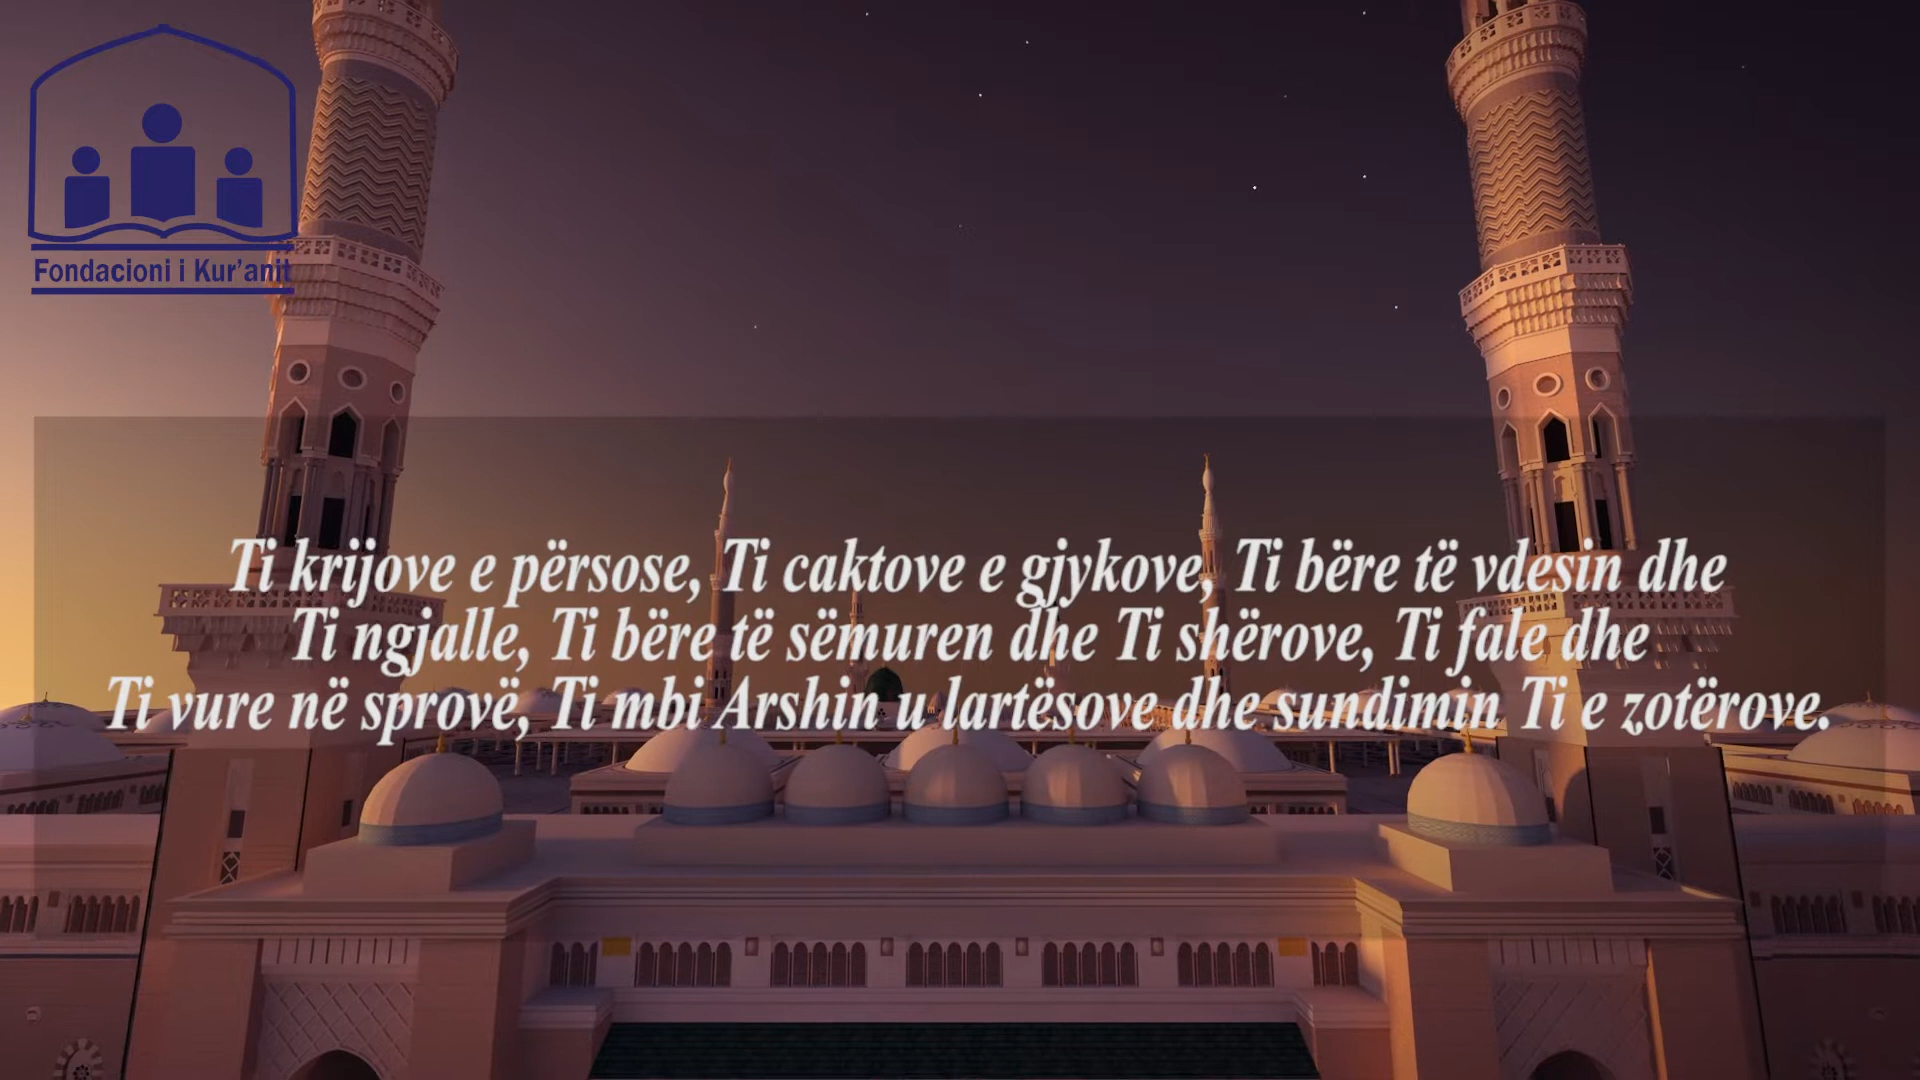 Fondacioni i Kur'anit
Ti krijove e përsose, Ti caktove e gjykove, Ti bëre të vdesin dhe
Ti ngjalle, Ti bëre të sëmuren dhe Ti shërove, Ti fale dhe
Ti vure në sprovë, Ti mbi Arshin u lartësove dhe sundimin Ti e zotërove.